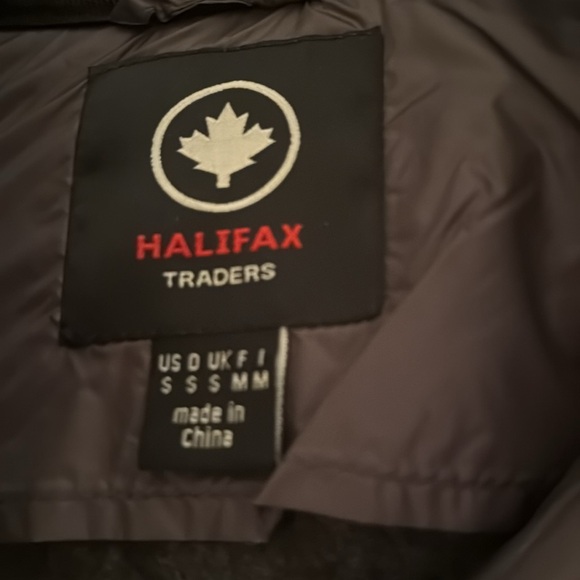 HALIFAX
TRADERS
US D UK F I
S S S M M
made in
China